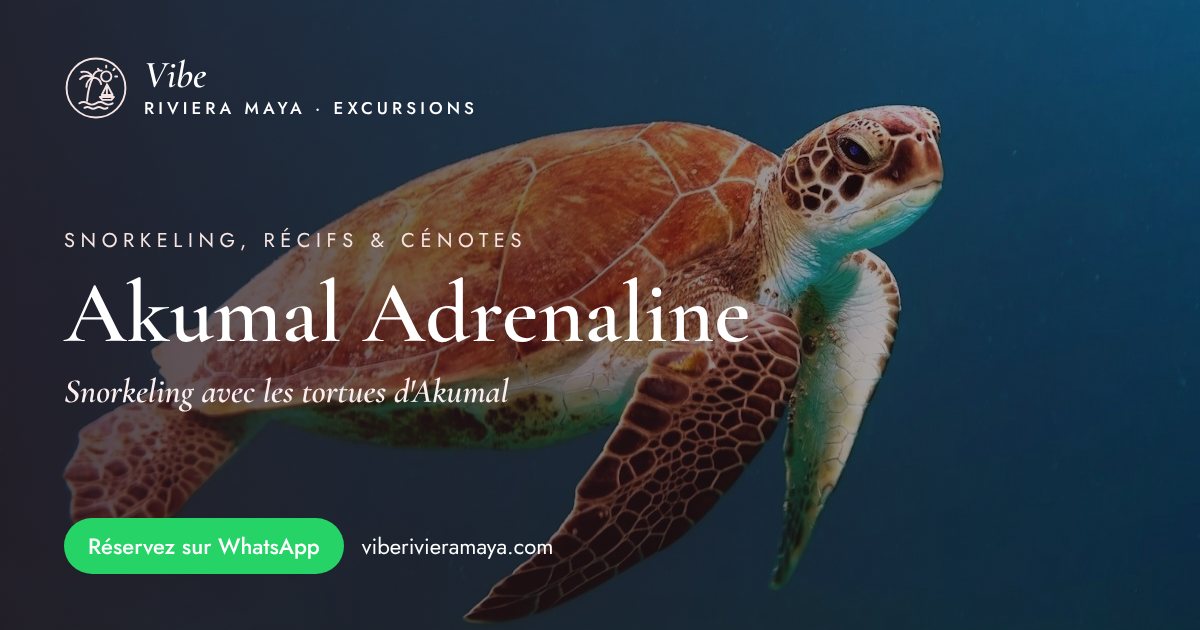 Vibe
RIVIERA MAYA · EXCURSIONS
SNORKELING, RÉCIFS & CÉNOTES
Akumal Adrenaline
Snorkeling avec les tortues d'Akumal
Réservez sur WhatsApp
viberivieramaya.com